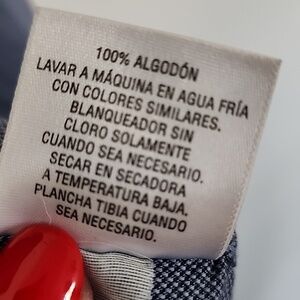 100% ALGODÓN
LAVAR A MÁQUINA EN AGUA FRÍA
CON COLORES SIMILARES.
BLANQUEADOR SIN
CLORO SOLAMENTE
CUANDO SEA NECESARIO.
SECAR EN SECADORA
A TEMPERATURA BAJA.
PLANCHA TIBIA CUANDO
SEA NECESARIO.